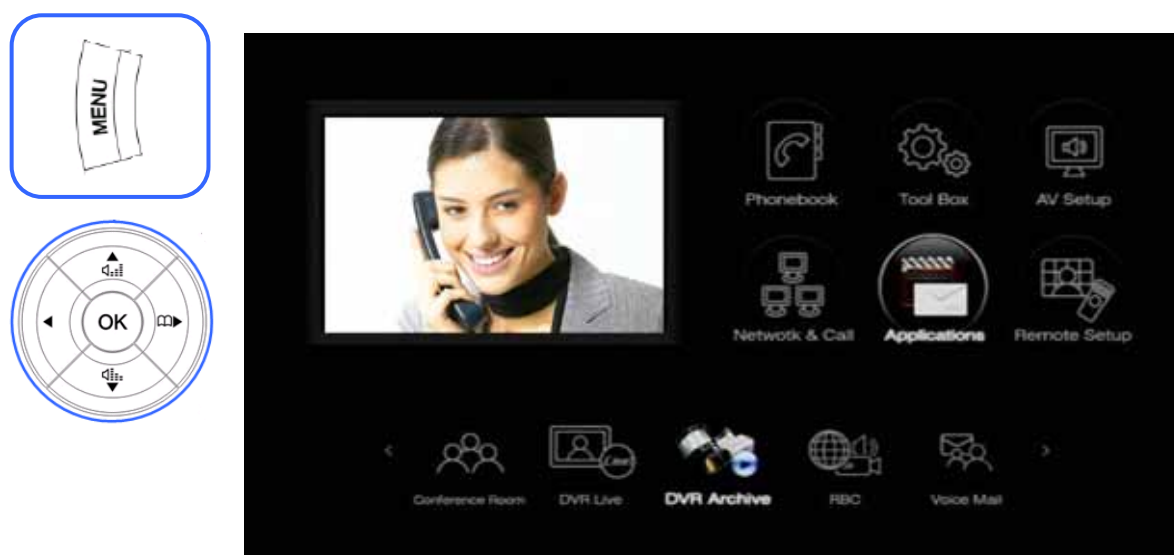 MENU
OK
Phonebook
Tool Box
AV Setup
Netwotk & Call
Applications
Remote Setup
Conference Room
DVR Live
Live
DVR Archive
RBC
Voice Mail